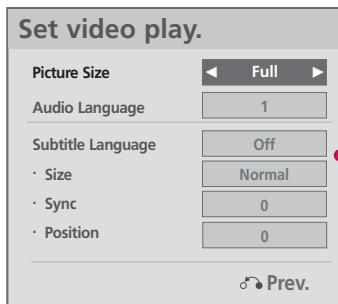 Set video play.
Picture Size ◄ Full ►
Audio Language 1
Subtitle Language Off
· Size Normal
· Sync 0
· Position 0
Prev.